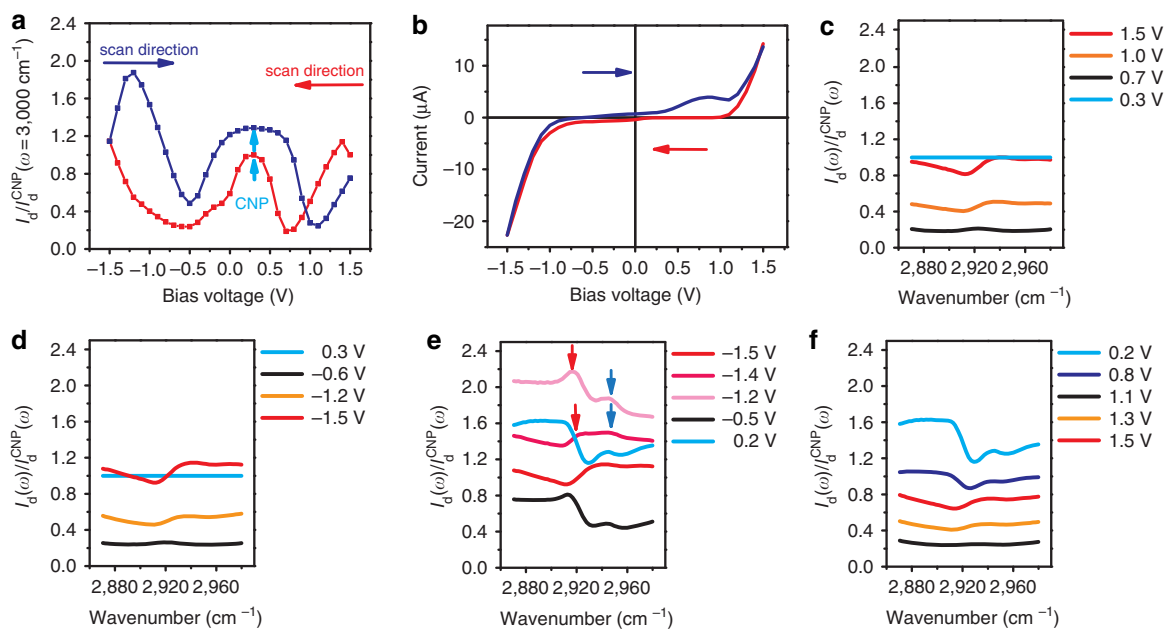 a
I_d/I_d^CNP (ω = 3,000 cm⁻¹)
2.4
2.0
1.6
1.2
0.8
0.4
0.0
scan direction
scan direction
CNP
−1.5 −1.0 −0.5 0.0 0.5 1.0 1.5
Bias voltage (V)
b
Current (µA)
10
0
−10
−20
−1.5 −1.0 −0.5 0.0 0.5 1.0 1.5
Bias voltage (V)
c
I_d(ω)/I_d^CNP(ω)
2.4
2.0
1.6
1.2
0.8
0.4
0.0
2,880 2,920 2,960
Wavenumber (cm⁻¹)
1.5 V
1.0 V
0.7 V
0.3 V
d
I_d(ω)/I_d^CNP(ω)
2.4
2.0
1.6
1.2
0.8
0.4
0.0
2,880 2,920 2,960
Wavenumber (cm⁻¹)
0.3 V
−0.6 V
−1.2 V
−1.5 V
e
I_d(ω)/I_d^CNP(ω)
2.4
2.0
1.6
1.2
0.8
0.4
0.0
2,880 2,920 2,960
Wavenumber (cm⁻¹)
−1.5 V
−1.4 V
−1.2 V
−0.5 V
0.2 V
f
I_d(ω)/I_d^CNP(ω)
2.4
2.0
1.6
1.2
0.8
0.4
0.0
2,880 2,920 2,960
Wavenumber (cm⁻¹)
0.2 V
0.8 V
1.1 V
1.3 V
1.5 V